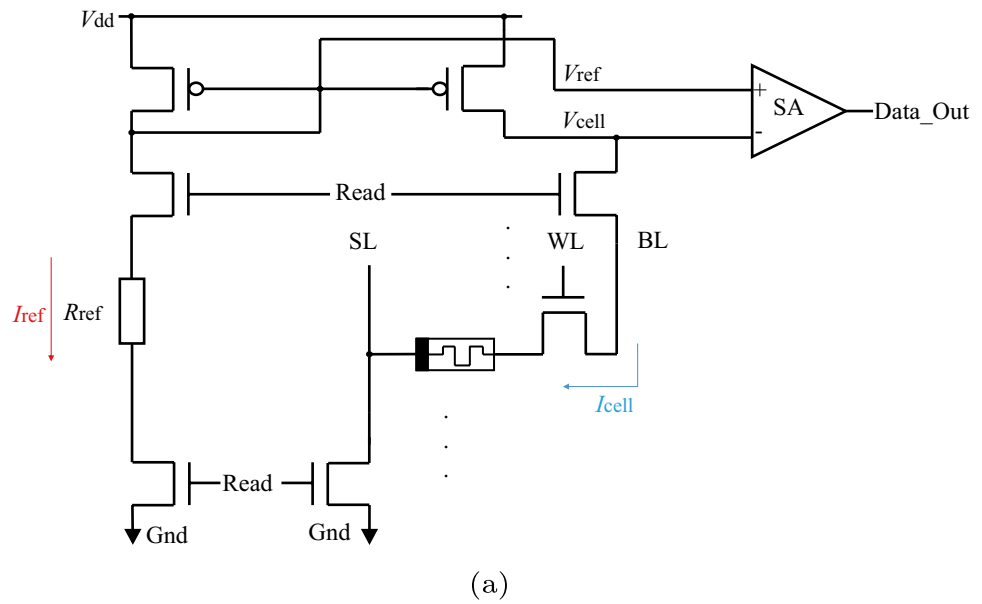 Vdd
Vref
+
SA
Data_Out
Vcell
-
Read
SL
WL
BL
Iref
Rref
Icell
Read
Gnd
Gnd
(a)